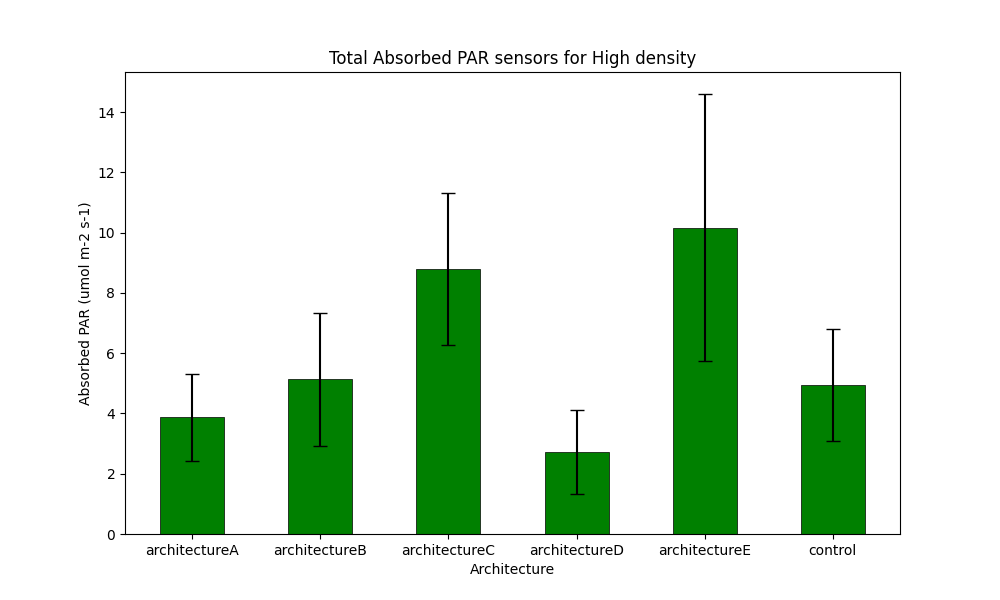 Total Absorbed PAR sensors for High density
Absorbed PAR (umol m-2 s-1)
14
12
10
8
6
4
2
0
architectureA architectureB architectureC architectureD architectureE control
Architecture